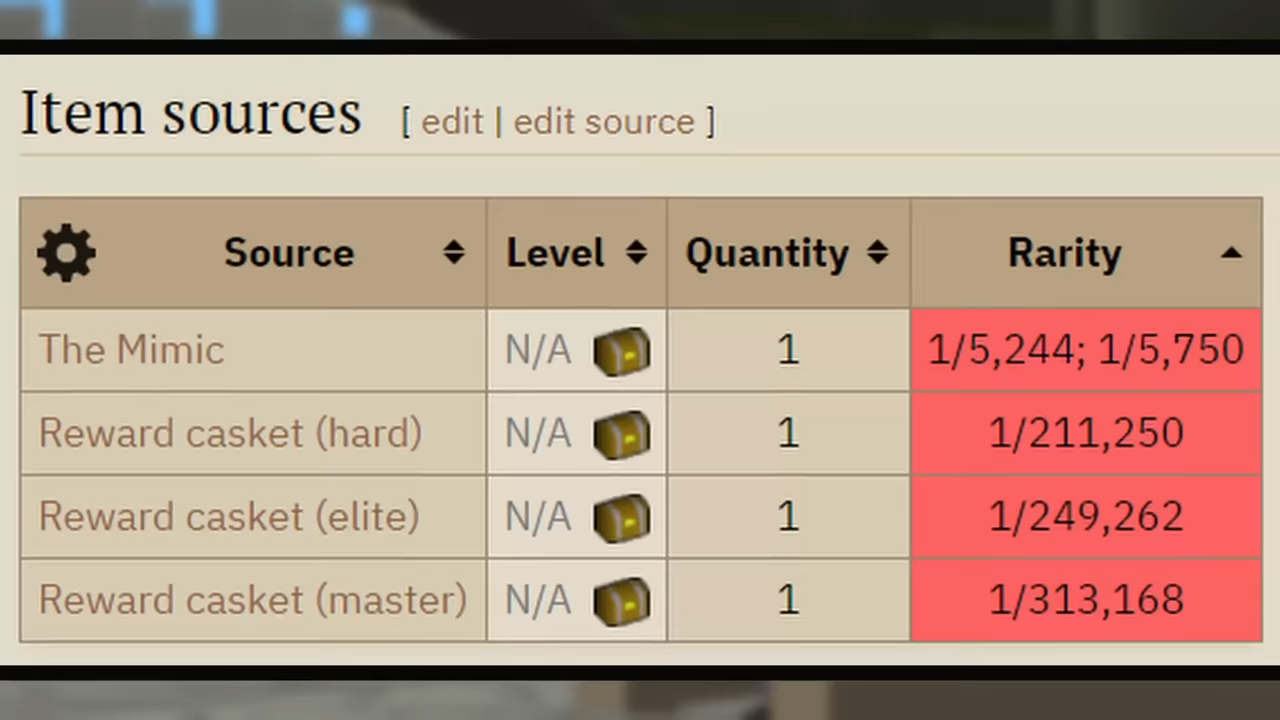 Item sources [ edit | edit source ]
Source Level Quantity Rarity
The Mimic N/A 1 1/5,244; 1/5,750
Reward casket (hard) N/A 1 1/211,250
Reward casket (elite) N/A 1 1/249,262
Reward casket (master) N/A 1 1/313,168